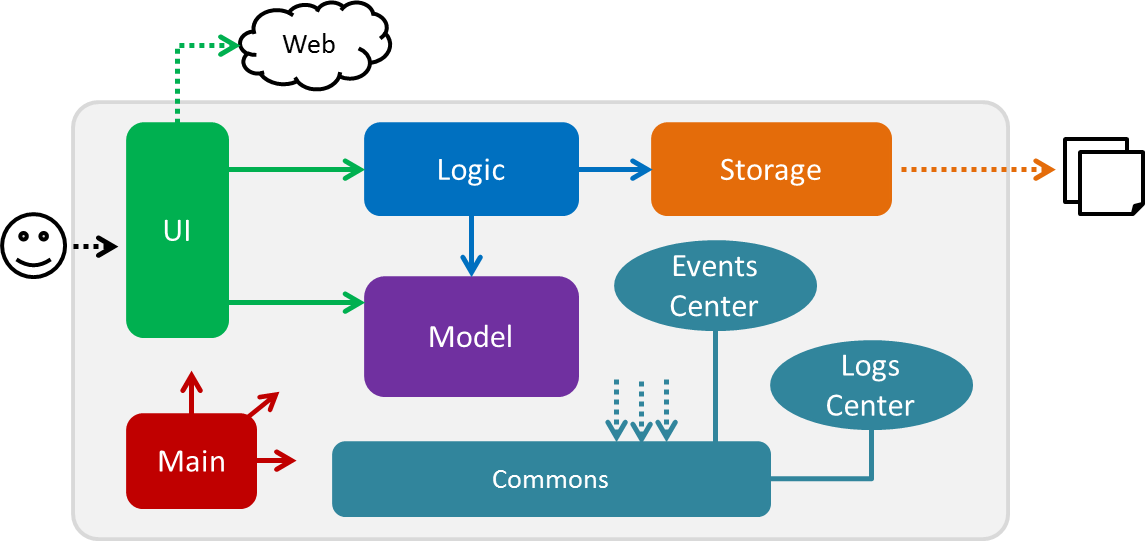 Web
UI
Logic
Storage
Model
Events
Center
Logs
Center
Main
Commons